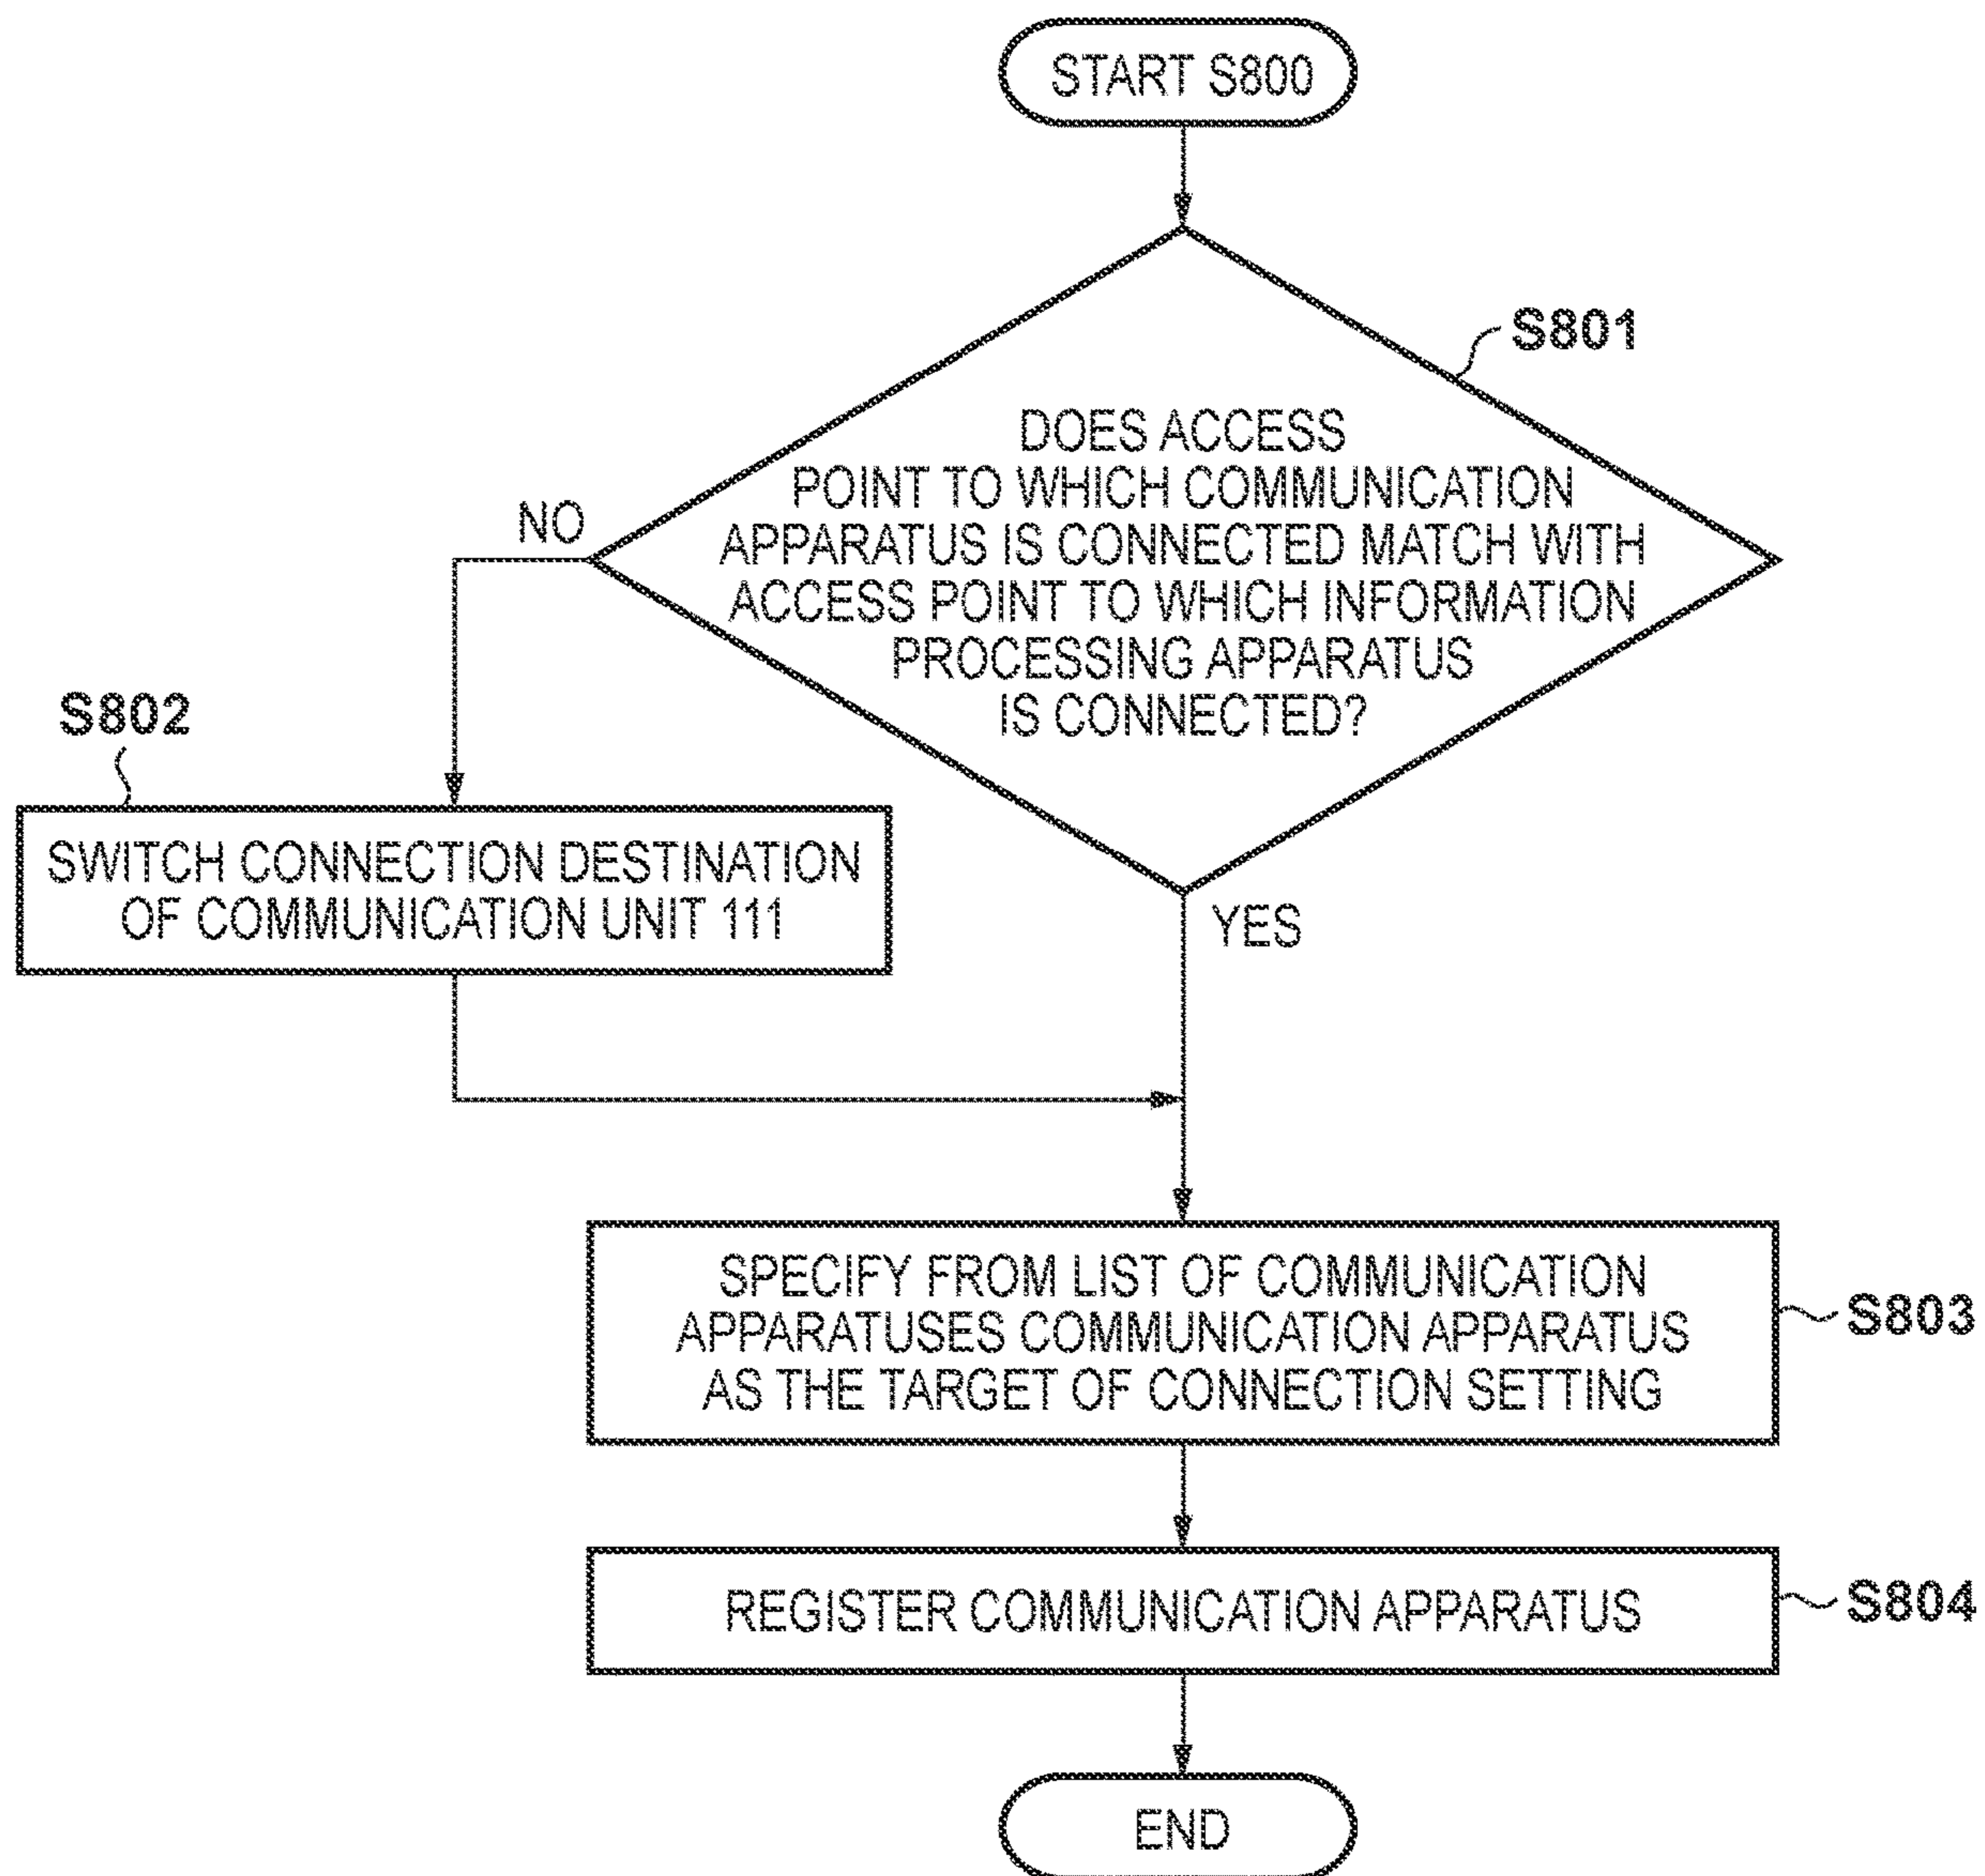 START S800
S801
DOES ACCESS
POINT TO WHICH COMMUNICATION
APPARATUS IS CONNECTED MATCH WITH
ACCESS POINT TO WHICH INFORMATION
PROCESSING APPARATUS
IS CONNECTED?
NO
YES
S802
SWITCH CONNECTION DESTINATION
OF COMMUNICATION UNIT 111
SPECIFY FROM LIST OF COMMUNICATION
APPARATUSES COMMUNICATION APPARATUS
AS THE TARGET OF CONNECTION SETTING
S803
REGISTER COMMUNICATION APPARATUS
S804
END